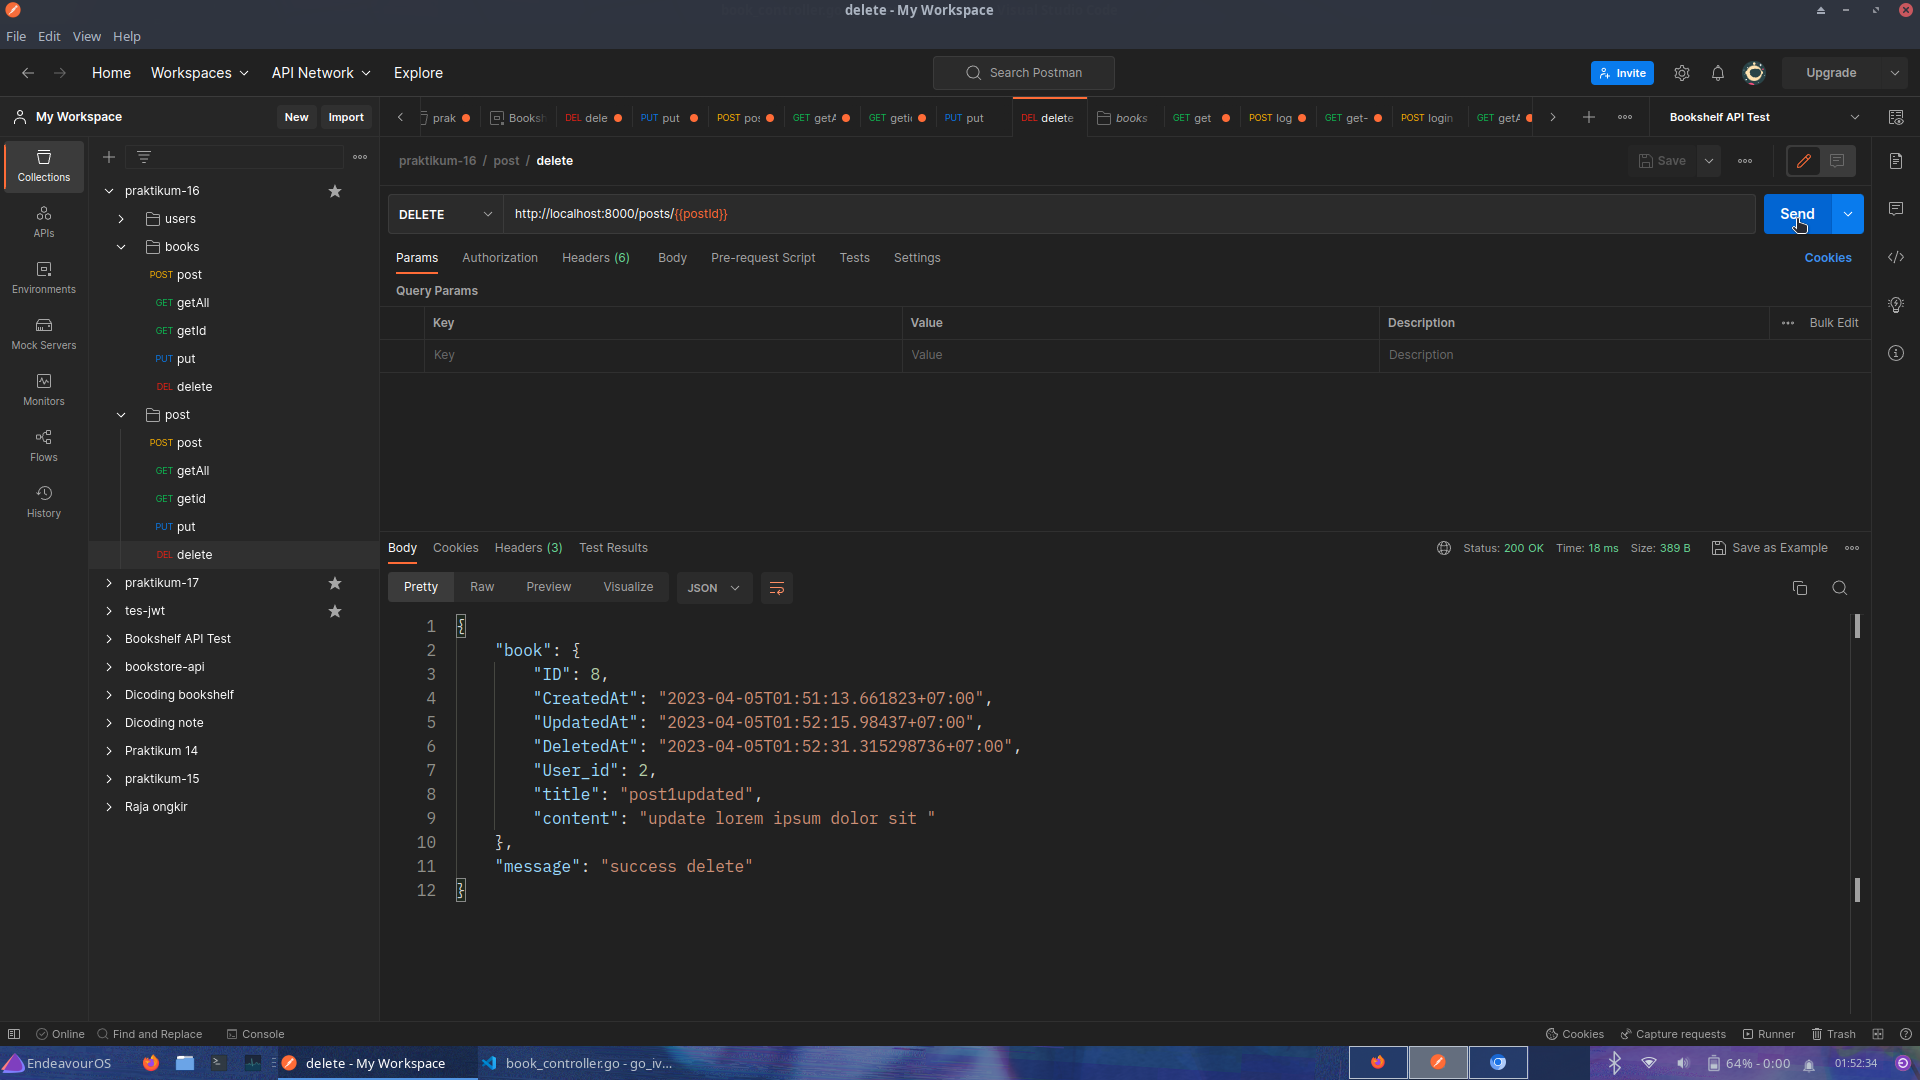 delete - My Workspace
File Edit View Help
Home Workspaces API Network Explore
Search Postman
Invite
Upgrade
My Workspace
New Import
prak
Booksh
DEL dele
PUT put
POST pos
GET getA
GET geti
PUT put
DEL delete
books
GET get
POST log
GET get-
POST login
GET getA
Bookshelf API Test
Collections
APIs
Environments
Mock Servers
Monitors
Flows
History
praktikum-16
users
books
POST post
GET getAll
GET getId
PUT put
DEL delete
post
POST post
GET getAll
GET getid
PUT put
DEL delete
praktikum-17
tes-jwt
Bookshelf API Test
bookstore-api
Dicoding bookshelf
Dicoding note
Praktikum 14
praktikum-15
Raja ongkir
praktikum-16 / post / delete
Save
DELETE
http://localhost:8000/posts/{{postId}}
Send
Params Authorization Headers (6) Body Pre-request Script Tests Settings
Cookies
Query Params
Key Value Description
Bulk Edit
Key Value Description
Body Cookies Headers (3) Test Results
Status: 200 OK Time: 18 ms Size: 389 B
Save as Example
Pretty Raw Preview Visualize
JSON
1 {
2 "book": {
3 "ID": 8,
4 "CreatedAt": "2023-04-05T01:51:13.661823+07:00",
5 "UpdatedAt": "2023-04-05T01:52:15.98437+07:00",
6 "DeletedAt": "2023-04-05T01:52:31.315298736+07:00",
7 "User_id": 2,
8 "title": "post1updated",
9 "content": "update lorem ipsum dolor sit "
10 },
11 "message": "success delete"
12 }
Online
Find and Replace
Console
Cookies
Capture requests
Runner
Trash
EndeavourOS
delete - My Workspace
book_controller.go - go_iv...
64% - 0:00
01:52:34